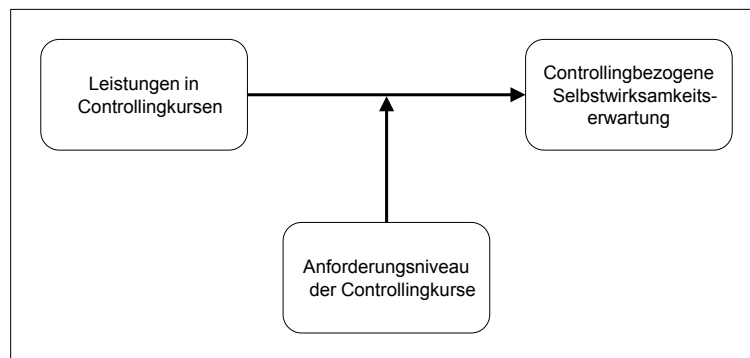 Leistungen in
Controllingkursen
Controllingbezogene
Selbstwirksamkeits-
erwartung
Anforderungsniveau
der Controllingkurse